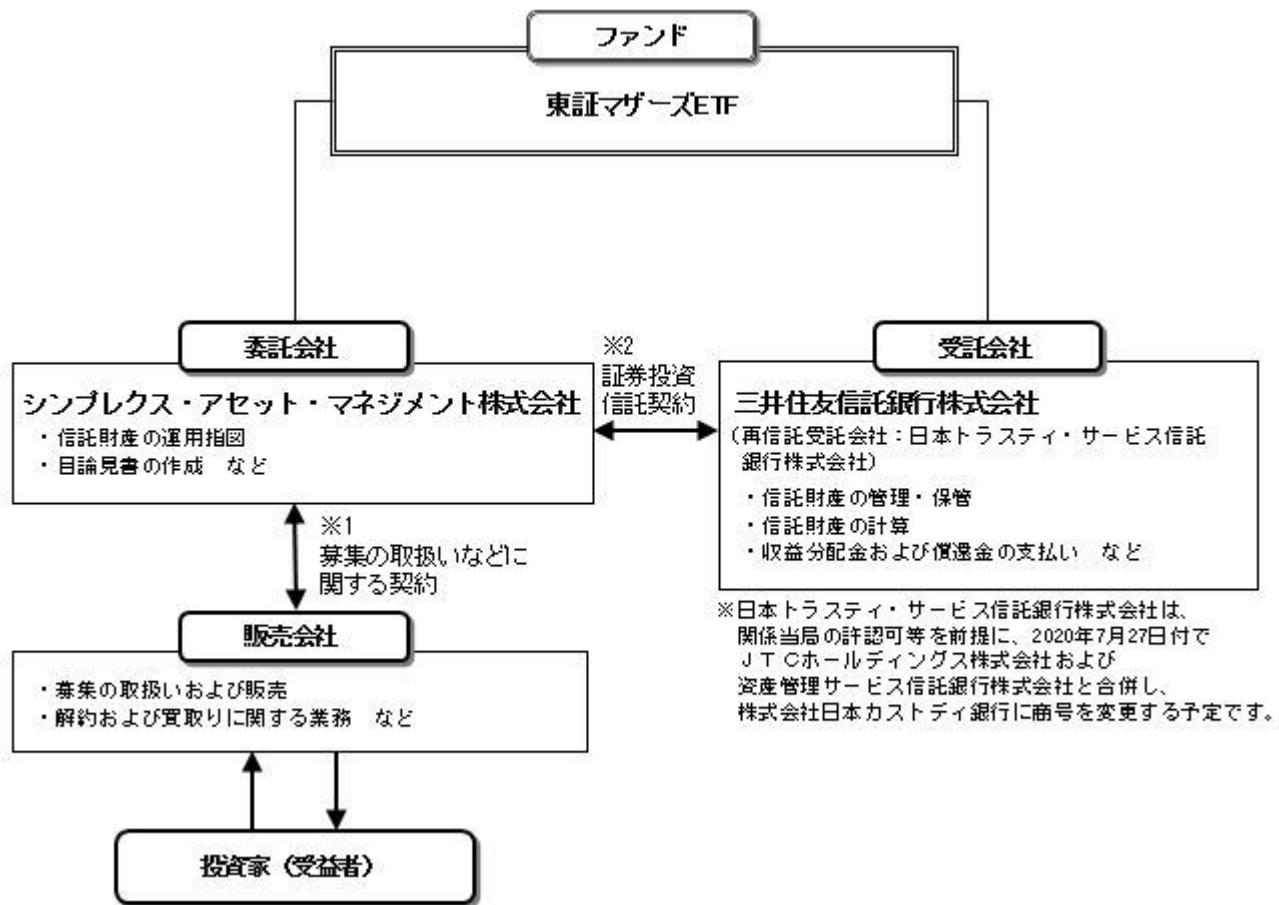 ファンド
東証マザーズETF
委託会社
シンプレクス・アセット・マネジメント株式会社
・信託財産の運用指図
・目論見書の作成　など
※2
証券投資
信託契約
受託会社
三井住友信託銀行株式会社
（再信託受託会社：日本トラスティ・サービス信託
銀行株式会社）
・信託財産の管理・保管
・信託財産の計算
・収益分配金および償還金の支払い　など
※日本トラスティ・サービス信託銀行株式会社は、
関係当局の許認可等を前提に、2020年7月27日付で
ＪＴＣホールディングス株式会社および
資産管理サービス信託銀行株式会社と合併し、
株式会社日本カストディ銀行に商号を変更する予定です。
※1
募集の取扱いなどに
関する契約
販売会社
・募集の取扱いおよび販売
・解約および買取りに関する業務　など
投資家（受益者）